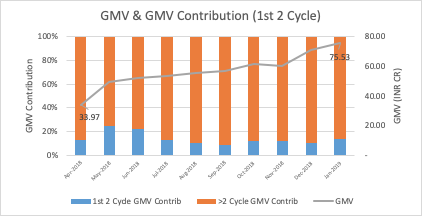 GMV & GMV Contribution (1st 2 Cycle)
100%
80%
60%
40%
20%
0%
GMV Contribution
80.00
60.00
40.00
20.00
-
GMV (INR CR)
33.97
75.53
Apr-2018
May-2018
Jun-2018
Jul-2018
Aug-2018
Sep-2018
Oct-2018
Nov-2018
Dec-2018
Jan-2019
1st 2 Cycle GMV Contrib
>2 Cycle GMV Contrib
GMV